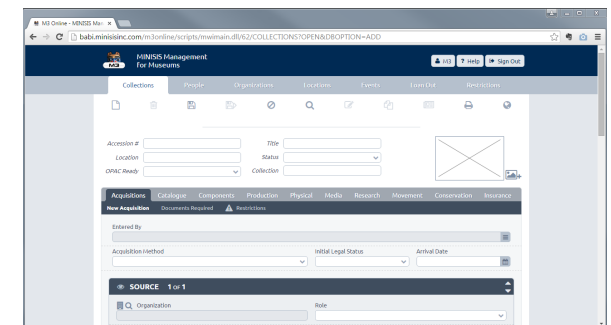 M3 Online - MINISIS Man
babi.minisisinc.com/m3online/scripts/mwimain.dll/62/COLLECTIONS?OPEN&DBOPTION=ADD
M3
MINISIS Management
For Museums
M3 ? Help Sign Out
Collections People Organizations Locations Events Loan Out Restrictions
Accession # Title
Location Status
OPAC Ready Collection
Acquisitions Catalogue Components Production Physical Media Research Movement Conservation Insurance
New Acquisition Documents Required Restrictions
Entered By
Acquisition Method Initial Legal Status Arrival Date
SOURCE 1 OF 1
Organization Role